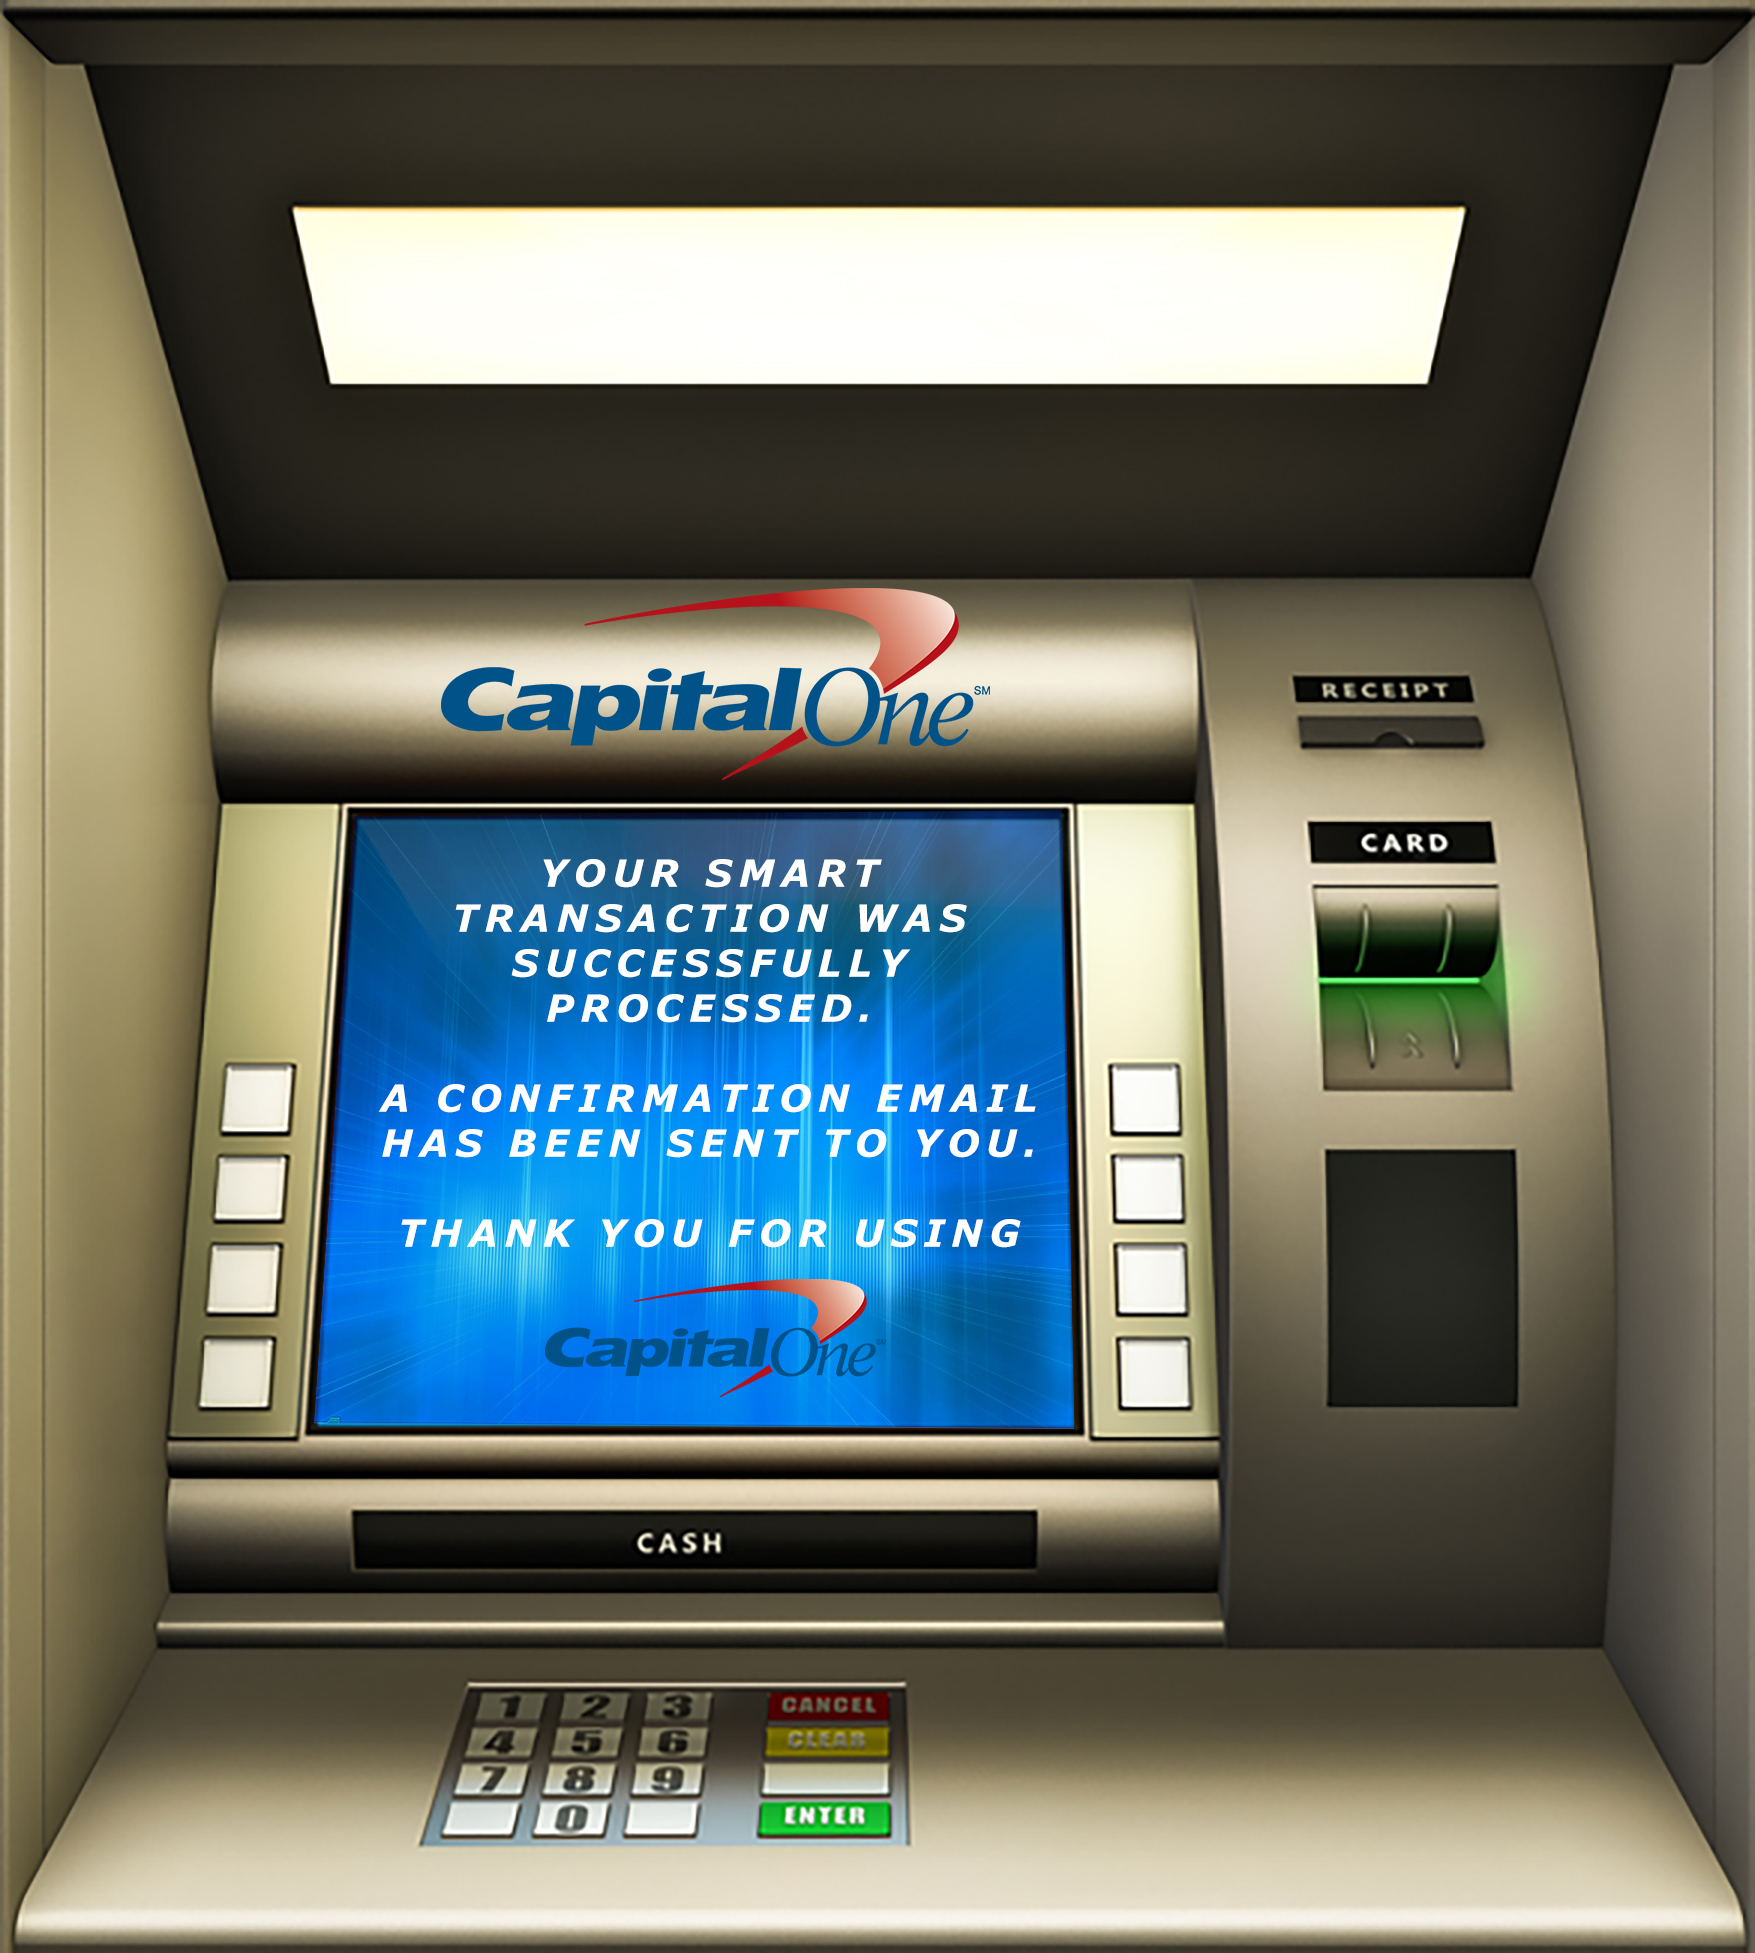 CapitalOne SM
RECEIPT
CARD
YOUR SMART
TRANSACTION WAS
SUCCESSFULLY
PROCESSED.
A CONFIRMATION EMAIL
HAS BEEN SENT TO YOU.
THANK YOU FOR USING
CapitalOne SM
CASH
1 2 3 CANCEL
4 5 6 CLEAR
7 8 9
0 ENTER